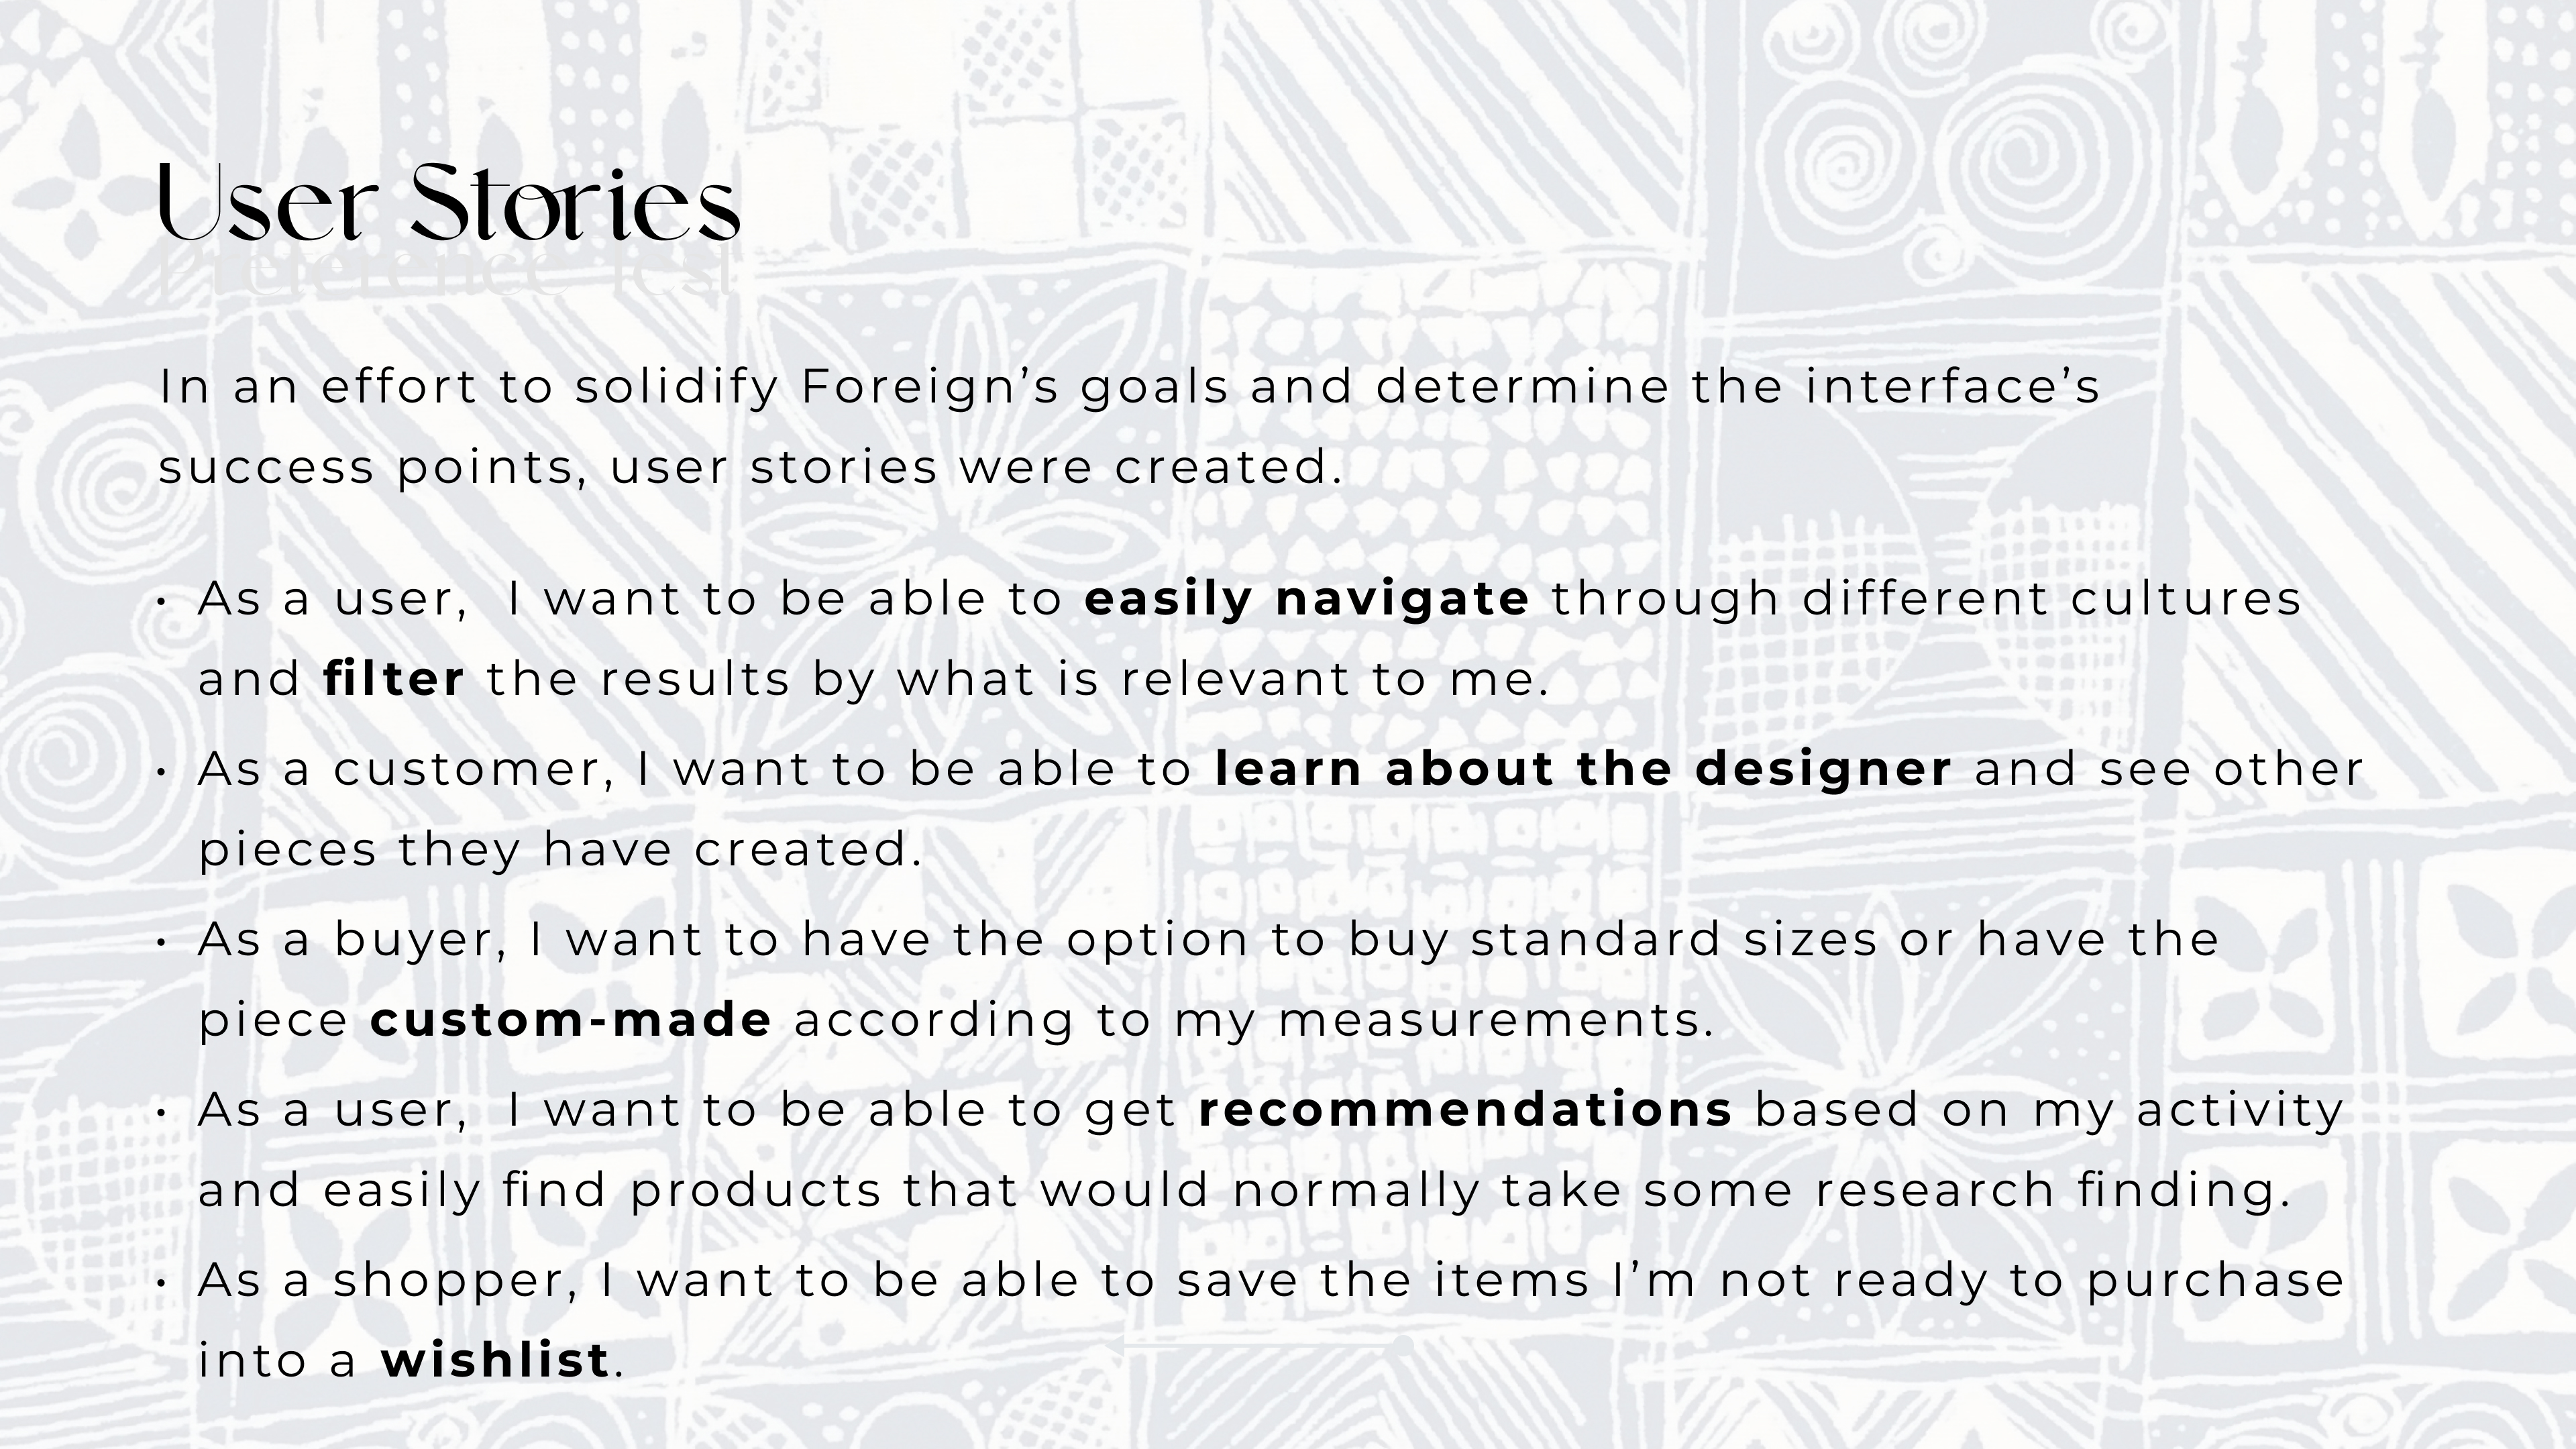 User Stories
Preference Test
In an effort to solidify Foreign’s goals and determine the interface’s
success points, user stories were created.
• As a user,  I want to be able to easily navigate through different cultures
and filter the results by what is relevant to me.
• As a customer, I want to be able to learn about the designer and see other
pieces they have created.
• As a buyer, I want to have the option to buy standard sizes or have the
piece custom-made according to my measurements.
• As a user,  I want to be able to get recommendations based on my activity
and easily find products that would normally take some research finding.
• As a shopper, I want to be able to save the items I’m not ready to purchase
into a wishlist.